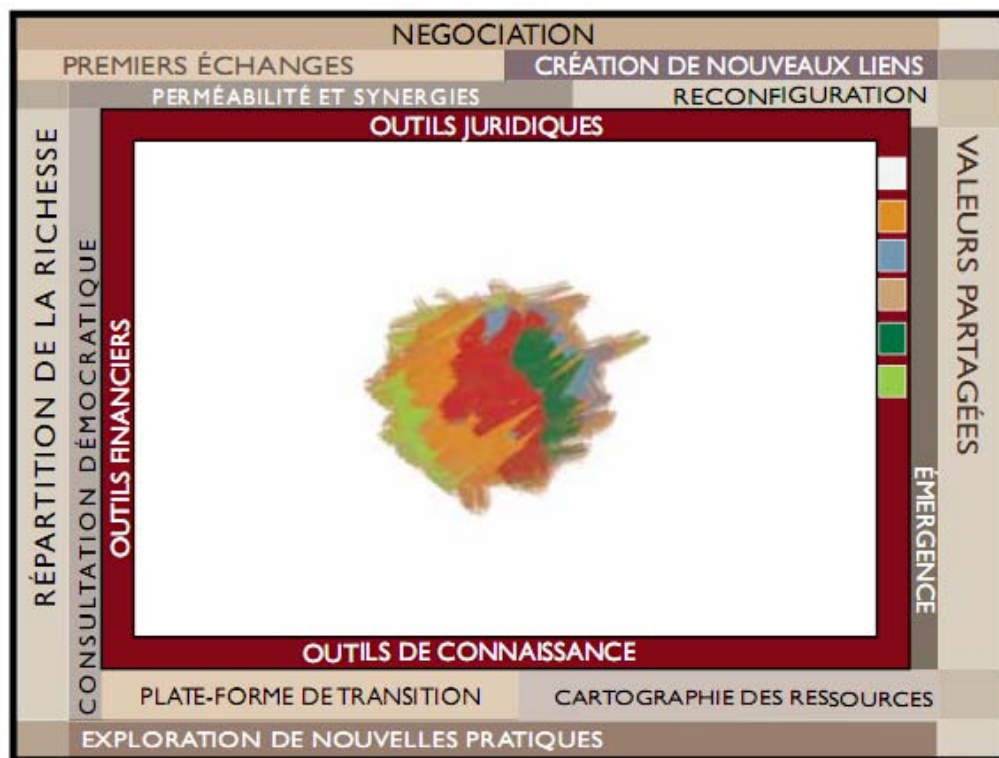 NEGOCIATION
PREMIERS ÉCHANGES
CRÉATION DE NOUVEAUX LIENS
PERMÉABILITÉ ET SYNERGIES
RECONFIGURATION
OUTILS JURIDIQUES
RÉPARTITION DE LA RICHESSE
CONSULTATION DÉMOCRATIQUE
OUTILS FINANCIERS
VALEURS PARTAGÉES
ÉMERGENCE
OUTILS DE CONNAISSANCE
PLATE-FORME DE TRANSITION
CARTOGRAPHIE DES RESSOURCES
EXPLORATION DE NOUVELLES PRATIQUES